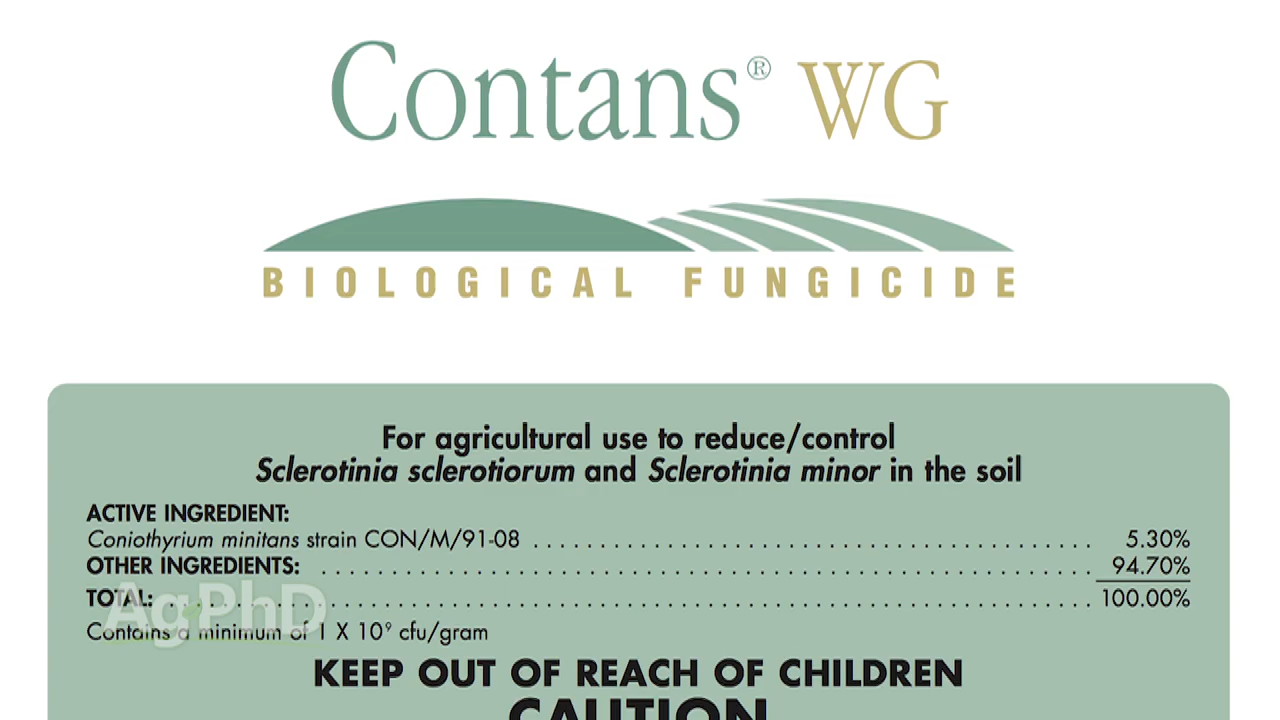 Contans® WG
BIOLOGICAL FUNGICIDE
For agricultural use to reduce/control
Sclerotinia sclerotiorum and Sclerotinia minor in the soil
ACTIVE INGREDIENT:
Coniothyrium minitans strain CON/M/91-08 . . . . . . . . . . . . . . . . . . . . . . . . . . . . . . . . . . . . . . . . . . 5.30%
OTHER INGREDIENTS: . . . . . . . . . . . . . . . . . . . . . . . . . . . . . . . . . . . . . . . . . . . . . . . . . . . . . . . . . . 94.70%
TOTAL: . . . . . . . . . . . . . . . . . . . . . . . . . . . . . . . . . . . . . . . . . . . . . . . . . . . . . . . . . . . . . . . . . . . . . 100.00%
AgPhD
Contains a minimum of 1 X 10⁹ cfu/gram
KEEP OUT OF REACH OF CHILDREN
CAUTION